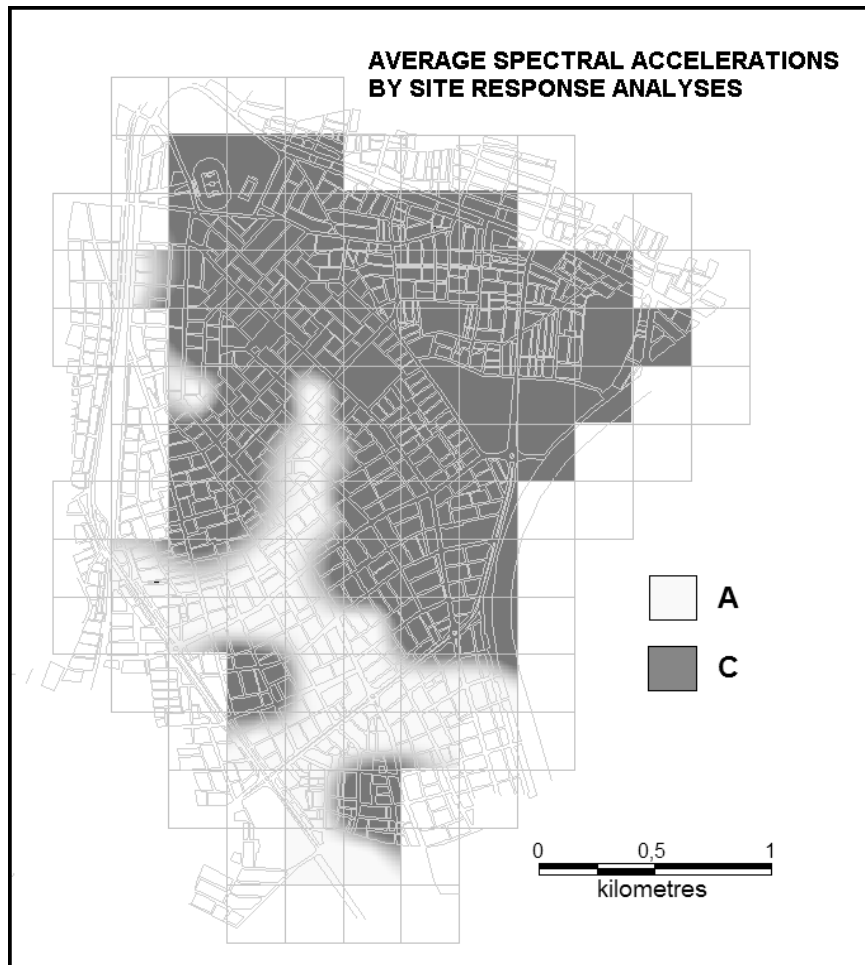 AVERAGE SPECTRAL ACCELERATIONS
BY SITE RESPONSE ANALYSES
A
C
0 0,5 1
kilometres